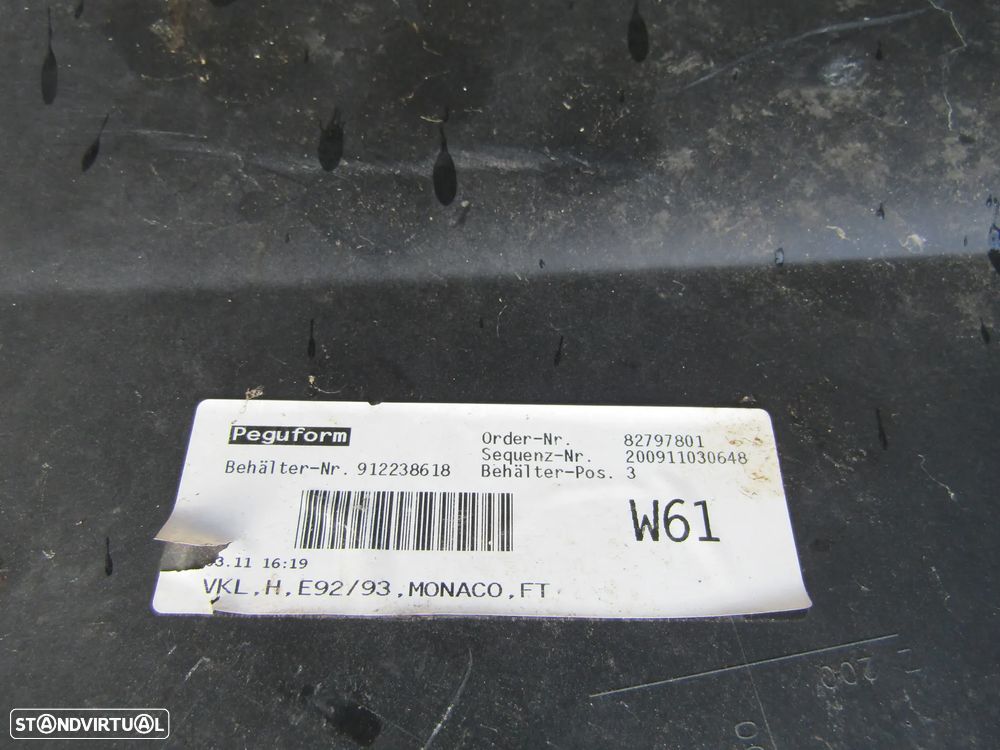 Peguform
Order-Nr. 82797801
Sequenz-Nr. 200911030648
Behälter-Nr. 912238618
Behälter-Pos. 3
W61
03.11 16:19
VKL,H,E92/93,MONACO,FT
200
STANDVIRTUAL